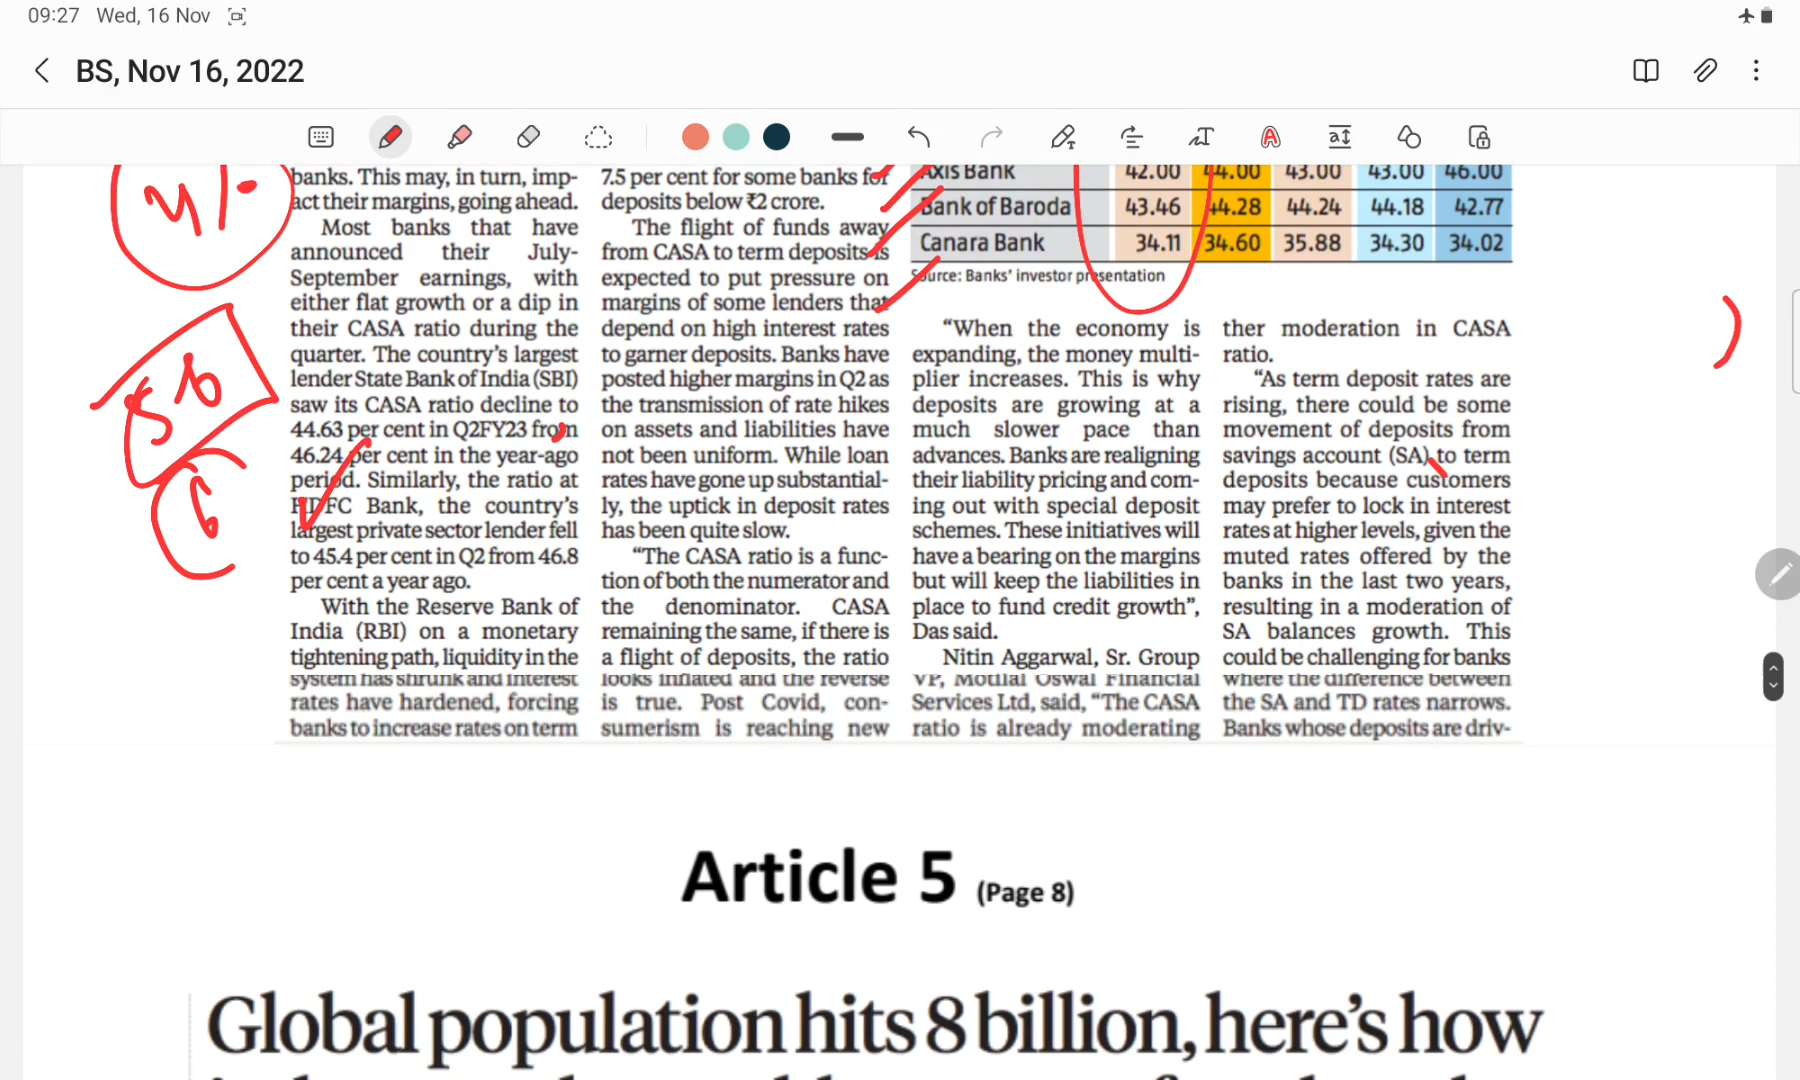 09:27 Wed, 16 Nov
BS, Nov 16, 2022
banks. This may, in turn, imp-
act their margins, going ahead.
Most banks that have
announced their July-
September earnings, with
either flat growth or a dip in
their CASA ratio during the
quarter. The country's largest
lender State Bank of India (SBI)
saw its CASA ratio decline to
44.63 per cent in Q2FY23 from
46.24 per cent in the year-ago
period. Similarly, the ratio at
HDFC Bank, the country's
largest private sector lender fell
to 45.4 per cent in Q2 from 46.8
per cent a year ago.
With the Reserve Bank of
India (RBI) on a monetary
tightening path, liquidity in the
system has shrunk and interest
rates have hardened, forcing
banks to increase rates on term
7.5 per cent for some banks for
deposits below ₹2 crore.
The flight of funds away
from CASA to term deposits is
expected to put pressure on
margins of some lenders that
depend on high interest rates
to garner deposits. Banks have
posted higher margins in Q2 as
the transmission of rate hikes
on assets and liabilities have
not been uniform. While loan
rates have gone up substantial-
ly, the uptick in deposit rates
has been quite slow.
"The CASA ratio is a func-
tion of both the numerator and
the denominator. CASA
remaining the same, if there is
a flight of deposits, the ratio
looks inflated and the reverse
is true. Post Covid, con-
sumerism is reaching new
Axis Bank 42.00 44.00 43.00 43.00 46.00
Bank of Baroda 43.46 44.28 44.24 44.18 42.77
Canara Bank 34.11 34.60 35.88 34.30 34.02
Source: Banks' investor presentation
"When the economy is
expanding, the money multi-
plier increases. This is why
deposits are growing at a
much slower pace than
advances. Banks are realigning
their liability pricing and com-
ing out with special deposit
schemes. These initiatives will
have a bearing on the margins
but will keep the liabilities in
place to fund credit growth",
Das said.
Nitin Aggarwal, Sr. Group
VP, Motilal Oswal Financial
Services Ltd, said, "The CASA
ratio is already moderating
ther moderation in CASA
ratio.
"As term deposit rates are
rising, there could be some
movement of deposits from
savings account (SA) to term
deposits because customers
may prefer to lock in interest
rates at higher levels, given the
muted rates offered by the
banks in the last two years,
resulting in a moderation of
SA balances growth. This
could be challenging for banks
where the difference between
the SA and TD rates narrows.
Banks whose deposits are driv-
Article 5 (Page 8)
Global population hits 8 billion, here's how